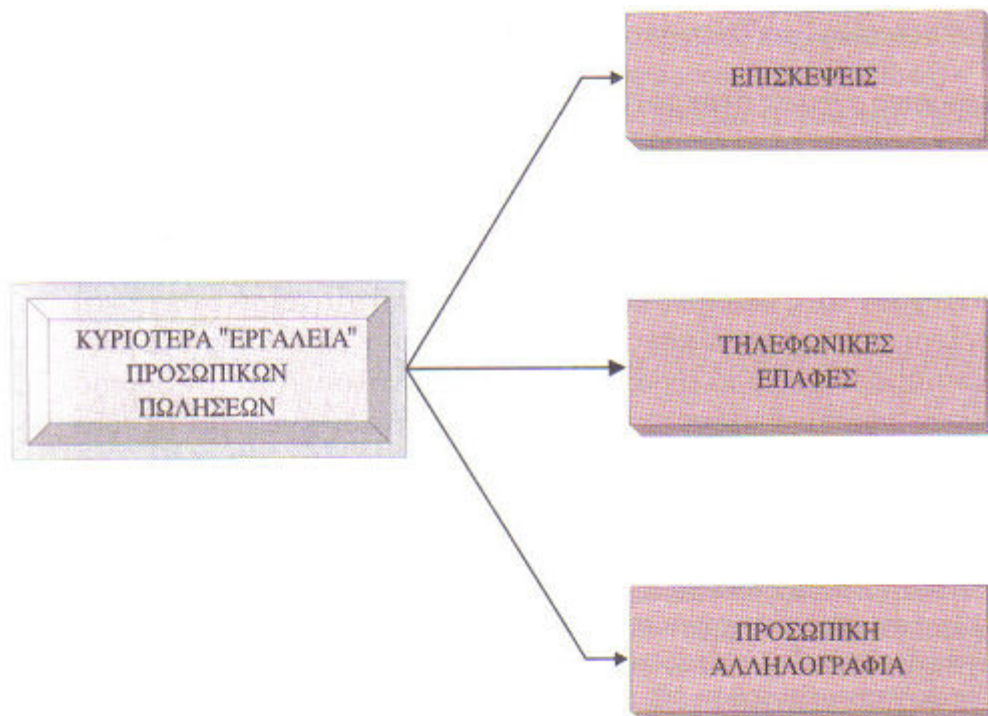 ΕΠΙΣΚΕΨΕΙΣ
ΚΥΡΙΟΤΕΡΑ "ΕΡΓΑΛΕΙΑ"
ΠΡΟΣΩΠΙΚΩΝ
ΠΩΛΗΣΕΩΝ
ΤΗΛΕΦΩΝΙΚΕΣ
ΕΠΑΦΕΣ
ΠΡΟΣΩΠΙΚΗ
ΑΛΛΗΛΟΓΡΑΦΙΑ